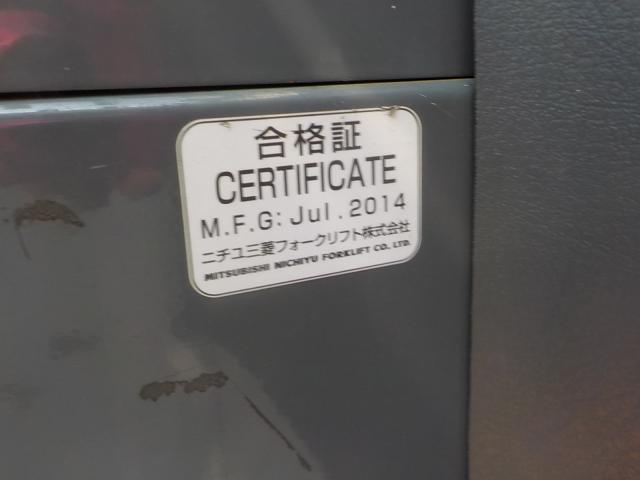 合格証
CERTIFICATE
M.F.G: Jul. 2014
ニチユ三菱フォークリフト株式会社
MITSUBISHI NICHIYU FORKLIFT CO. LTD.